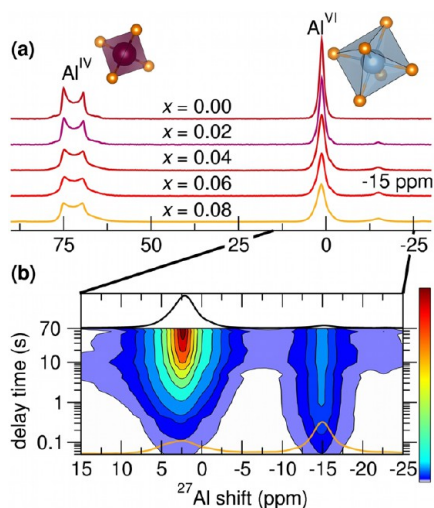 (a)
Al^IV
Al^VI
x = 0.00
x = 0.02
x = 0.04
x = 0.06
-15 ppm
x = 0.08
75 50 25 0 -25
(b)
delay time (s)
70
10
1
0.1
15 10 5 0 -5 -10 -15 -20 -25
²⁷Al shift (ppm)